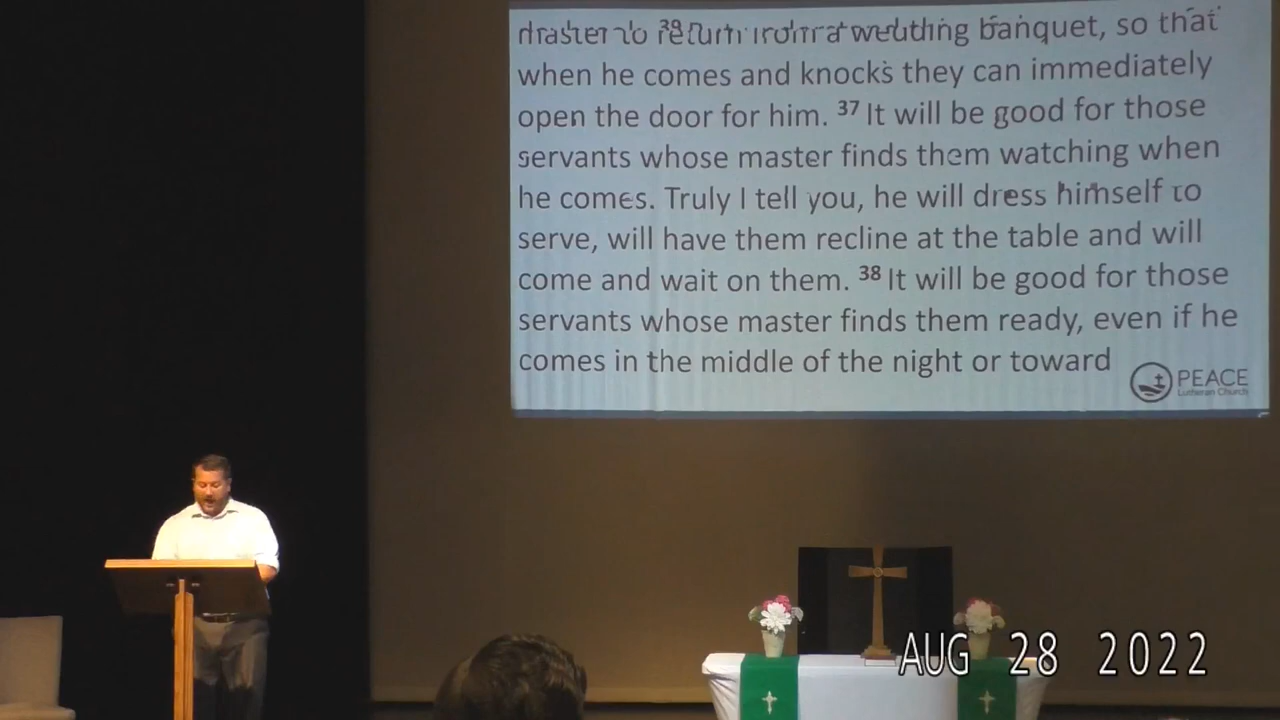 banquet, so that
when he comes and knocks they can immediately
open the door for him. 37 It will be good for those
servants whose master finds them watching when
he comes. Truly I tell you, he will dress himself to
serve, will have them recline at the table and will
come and wait on them. 38 It will be good for those
servants whose master finds them ready, even if he
comes in the middle of the night or toward
PEACE
Lutheran Church
AUG 28 2022